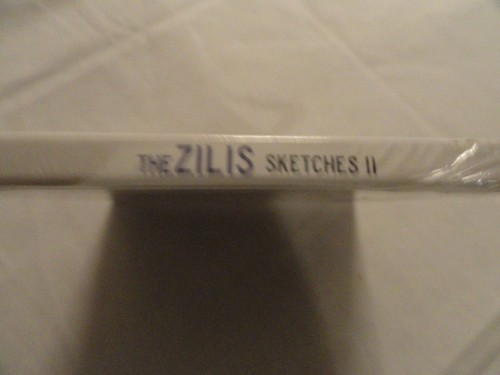 THE ZILIS SKETCHES II